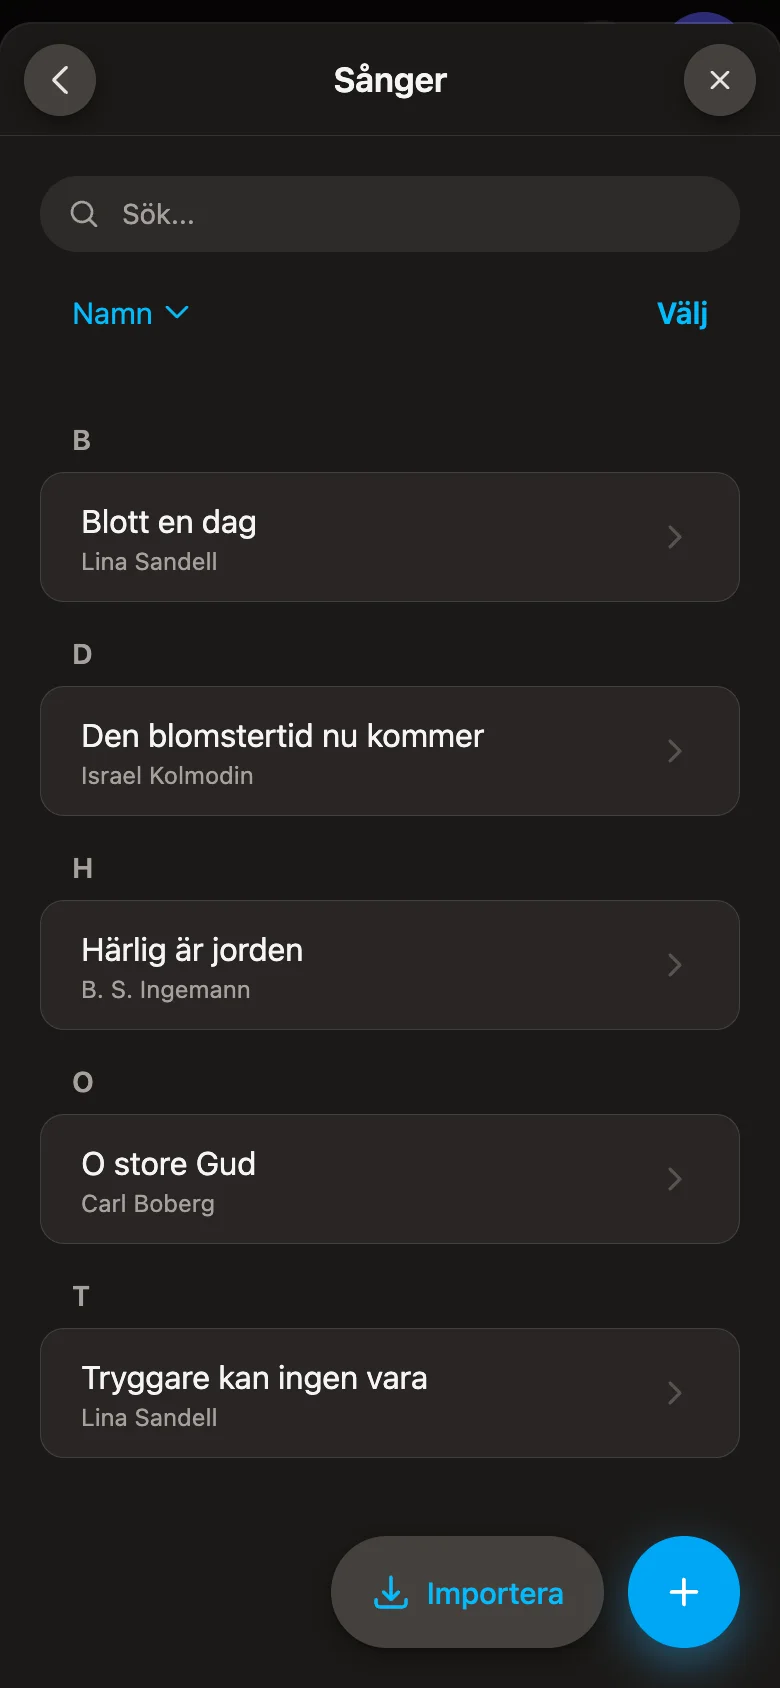 Sånger
Sök...
Namn
Välj
B
Blott en dag
Lina Sandell
D
Den blomstertid nu kommer
Israel Kolmodin
H
Härlig är jorden
B. S. Ingemann
O
O store Gud
Carl Boberg
T
Tryggare kan ingen vara
Lina Sandell
Importera